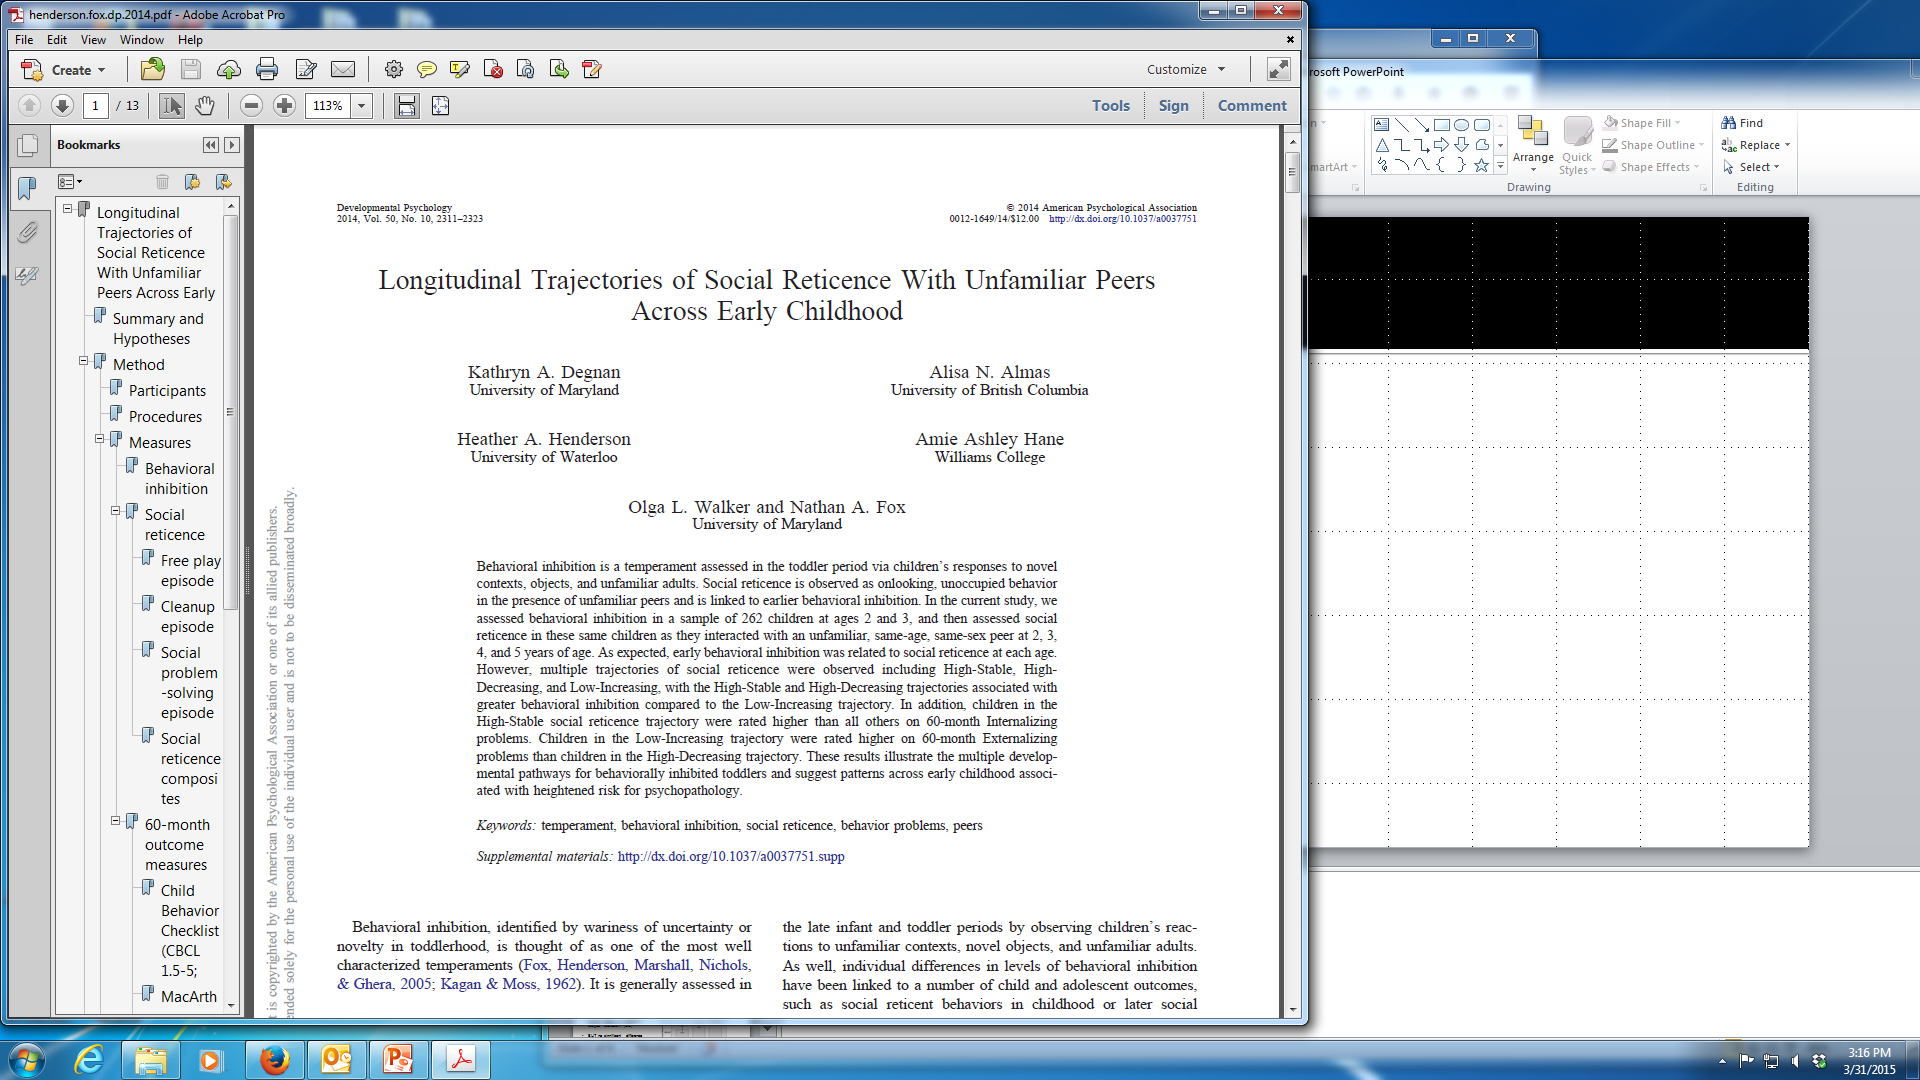 henderson.fox.dp.2014.pdf - Adobe Acrobat Pro
File Edit View Window Help
Create
Customize
1 / 13
113%
Tools Sign Comment
Bookmarks
Longitudinal
Trajectories of
Social Reticence
With Unfamiliar
Peers Across Early
Summary and
Hypotheses
Method
Participants
Procedures
Measures
Behavioral
inhibition
Social
reticence
Free play
episode
Cleanup
episode
Social
problem
-solving
episode
Social
reticence
composi
tes
60-month
outcome
measures
Child
Behavior
Checklist
(CBCL
1.5-5;
MacArth
Developmental Psychology
2014, Vol. 50, No. 10, 2311–2323
© 2014 American Psychological Association
0012-1649/14/$12.00 http://dx.doi.org/10.1037/a0037751
Longitudinal Trajectories of Social Reticence With Unfamiliar Peers
Across Early Childhood
Kathryn A. Degnan
University of Maryland
Alisa N. Almas
University of British Columbia
Heather A. Henderson
University of Waterloo
Amie Ashley Hane
Williams College
Olga L. Walker and Nathan A. Fox
University of Maryland
Behavioral inhibition is a temperament assessed in the toddler period via children’s responses to novel
contexts, objects, and unfamiliar adults. Social reticence is observed as onlooking, unoccupied behavior
in the presence of unfamiliar peers and is linked to earlier behavioral inhibition. In the current study, we
assessed behavioral inhibition in a sample of 262 children at ages 2 and 3, and then assessed social
reticence in these same children as they interacted with an unfamiliar, same-age, same-sex peer at 2, 3,
4, and 5 years of age. As expected, early behavioral inhibition was related to social reticence at each age.
However, multiple trajectories of social reticence were observed including High-Stable, High-
Decreasing, and Low-Increasing, with the High-Stable and High-Decreasing trajectories associated with
greater behavioral inhibition compared to the Low-Increasing trajectory. In addition, children in the
High-Stable social reticence trajectory were rated higher than all others on 60-month Internalizing
problems. Children in the Low-Increasing trajectory were rated higher on 60-month Externalizing
problems than children in the High-Decreasing trajectory. These results illustrate the multiple develop-
mental pathways for behaviorally inhibited toddlers and suggest patterns across early childhood associ-
ated with heightened risk for psychopathology.
Keywords: temperament, behavioral inhibition, social reticence, behavior problems, peers
Supplemental materials: http://dx.doi.org/10.1037/a0037751.supp
Behavioral inhibition, identified by wariness of uncertainty or
novelty in toddlerhood, is thought of as one of the most well
characterized temperaments (Fox, Henderson, Marshall, Nichols,
& Ghera, 2005; Kagan & Moss, 1962). It is generally assessed in
the late infant and toddler periods by observing children’s reac-
tions to unfamiliar contexts, novel objects, and unfamiliar adults.
As well, individual differences in levels of behavioral inhibition
have been linked to a number of child and adolescent outcomes,
such as social reticent behaviors in childhood or later social
t is copyrighted by the American Psychological Association or one of its allied publishers.
ended solely for the personal use of the individual user and is not to be disseminated broadly.
rosoft PowerPoint
martArt
Arrange
Quick
Styles
Shape Fill
Shape Outline
Shape Effects
Drawing
Find
Replace
Select
Editing
3:16 PM
3/31/2015